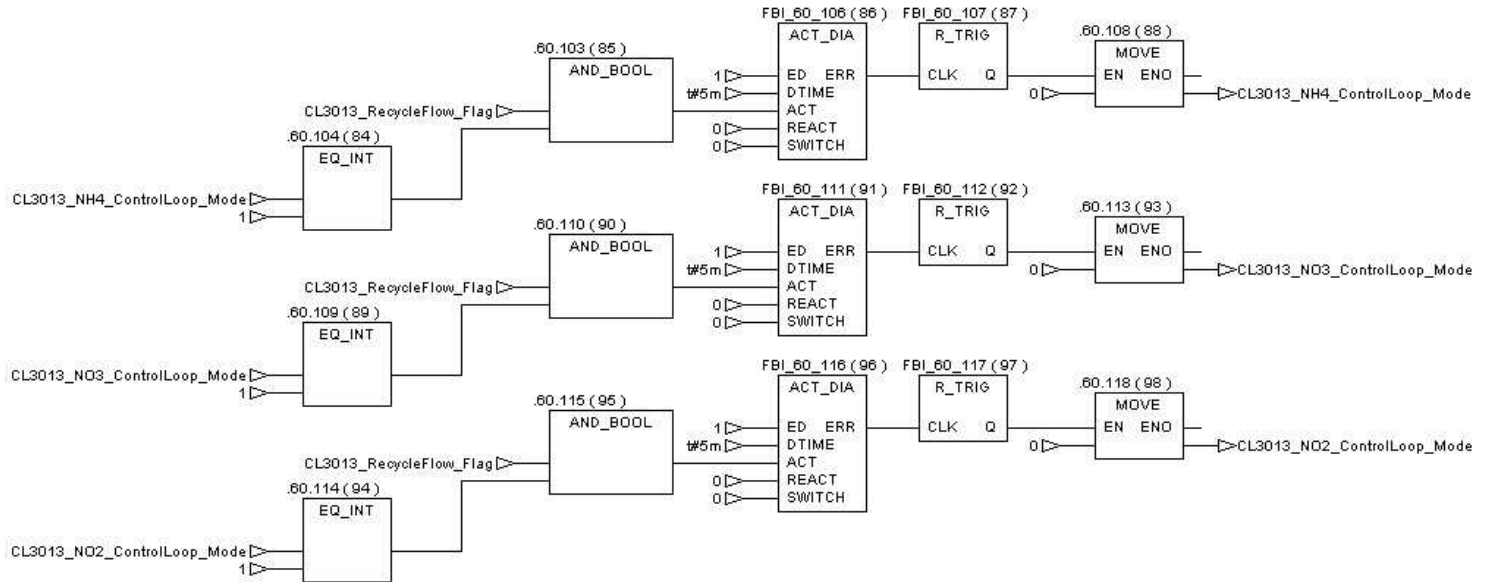 FBI_60_106 (86) FBI_60_107 (87)
ACT_DIA R_TRIG
.60.108 (88)
.60.103 (85)
MOVE
AND_BOOL
1 ED ERR CLK Q EN ENO
t#5m DTIME 0 CL3013_NH4_ControlLoop_Mode
CL3013_RecycleFlow_Flag ACT
0 REACT
.60.104 (84)
0 SWITCH
EQ_INT
CL3013_NH4_ControlLoop_Mode
1
FBI_60_111 (91) FBI_60_112 (92)
ACT_DIA R_TRIG
.60.113 (93)
.60.110 (90)
MOVE
AND_BOOL
1 ED ERR CLK Q EN ENO
t#5m DTIME 0 CL3013_NO3_ControlLoop_Mode
CL3013_RecycleFlow_Flag ACT
0 REACT
.60.109 (89)
0 SWITCH
EQ_INT
CL3013_NO3_ControlLoop_Mode
1
FBI_60_116 (96) FBI_60_117 (97)
ACT_DIA R_TRIG
.60.118 (98)
.60.115 (95)
MOVE
AND_BOOL
1 ED ERR CLK Q EN ENO
t#5m DTIME 0 CL3013_NO2_ControlLoop_Mode
CL3013_RecycleFlow_Flag ACT
0 REACT
.60.114 (94)
0 SWITCH
EQ_INT
CL3013_NO2_ControlLoop_Mode
1